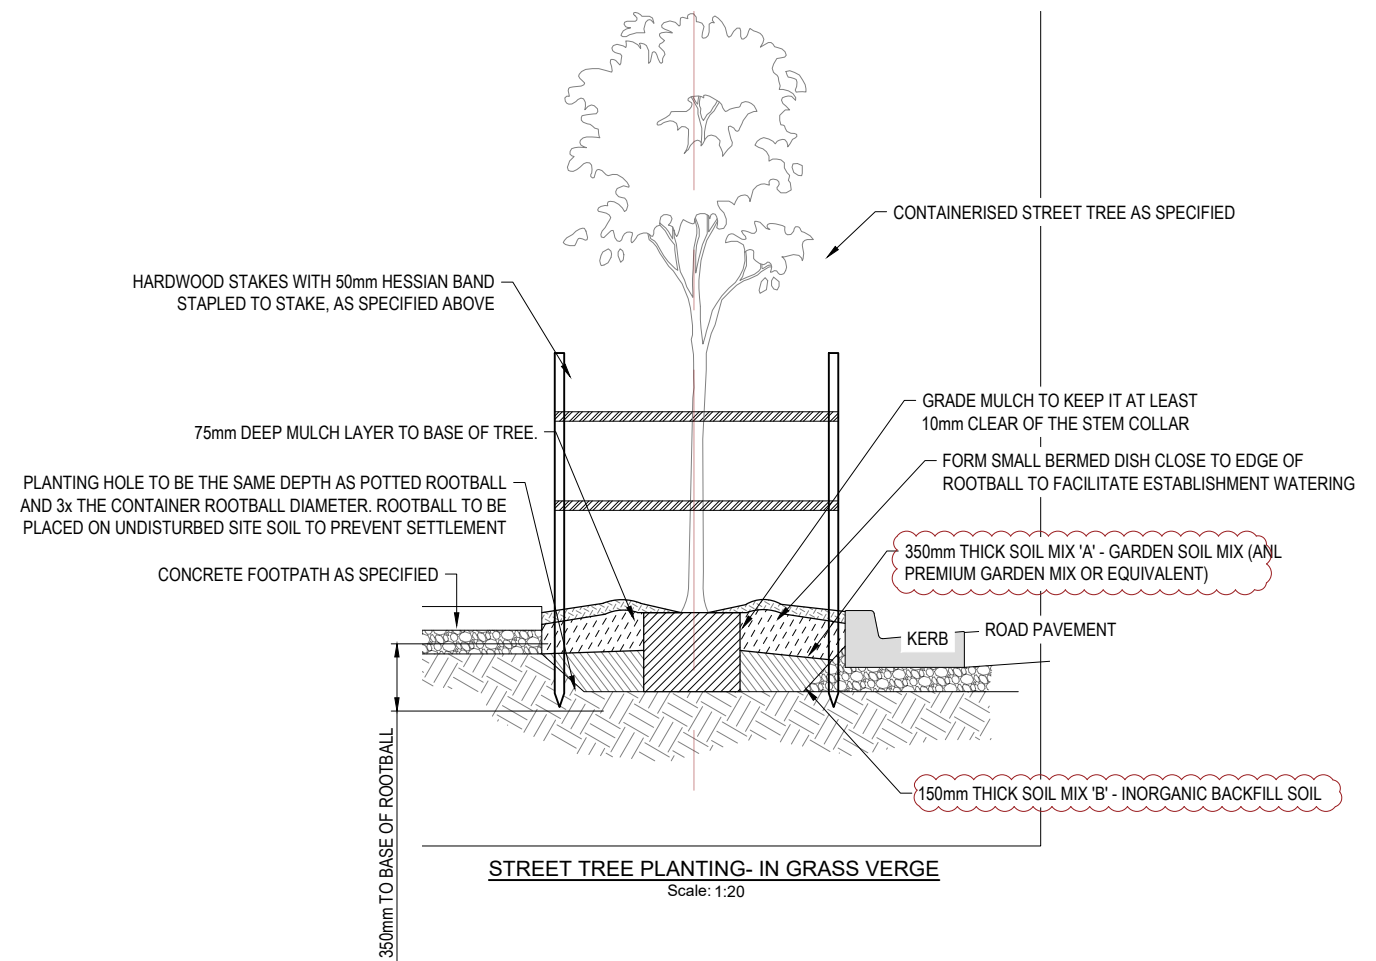 CONTAINERISED STREET TREE AS SPECIFIED
HARDWOOD STAKES WITH 50mm HESSIAN BAND
STAPLED TO STAKE, AS SPECIFIED ABOVE
GRADE MULCH TO KEEP IT AT LEAST
10mm CLEAR OF THE STEM COLLAR
75mm DEEP MULCH LAYER TO BASE OF TREE.
FORM SMALL BERMED DISH CLOSE TO EDGE OF
ROOTBALL TO FACILITATE ESTABLISHMENT WATERING
PLANTING HOLE TO BE THE SAME DEPTH AS POTTED ROOTBALL
AND 3x THE CONTAINER ROOTBALL DIAMETER. ROOTBALL TO BE
PLACED ON UNDISTURBED SITE SOIL TO PREVENT SETTLEMENT
350mm THICK SOIL MIX 'A' - GARDEN SOIL MIX (ANL
PREMIUM GARDEN MIX OR EQUIVALENT)
CONCRETE FOOTPATH AS SPECIFIED
KERB
ROAD PAVEMENT
350mm TO BASE OF ROOTBALL
150mm THICK SOIL MIX 'B' - INORGANIC BACKFILL SOIL
STREET TREE PLANTING- IN GRASS VERGE
Scale: 1:20